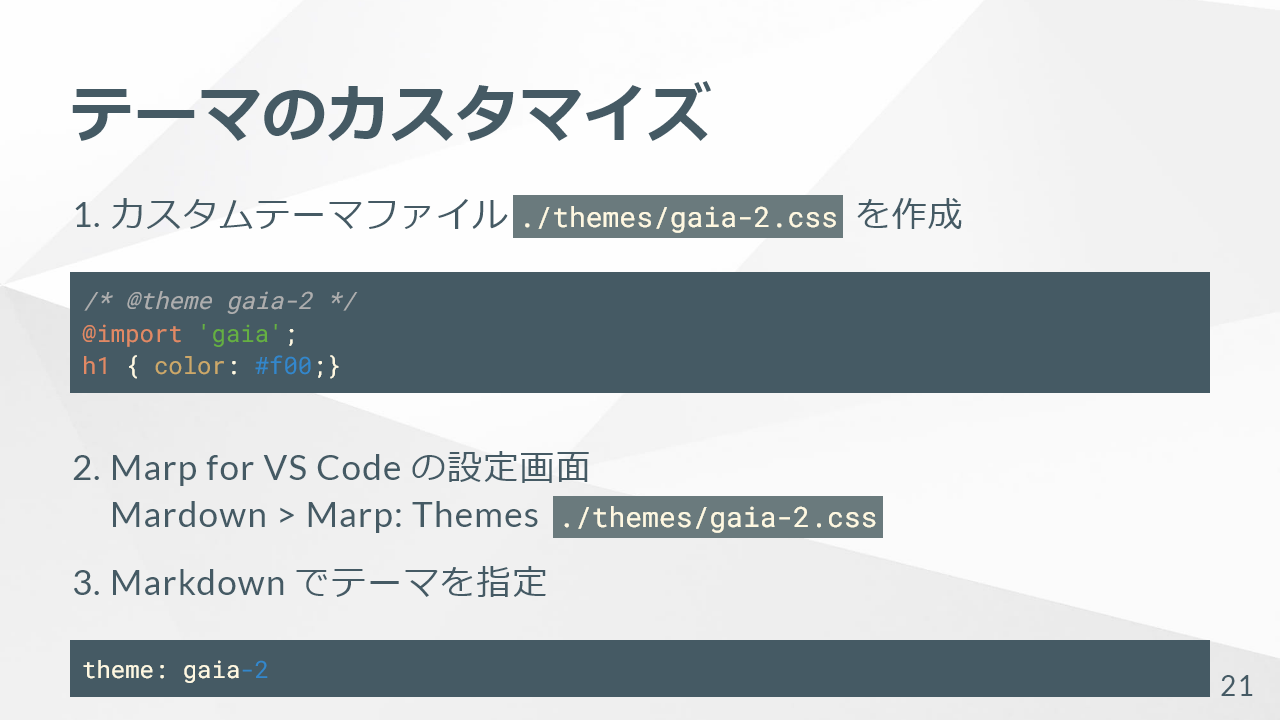 テーマのカスタマイズ
1. カスタムテーマファイル ./themes/gaia-2.css を作成
/* @theme gaia-2 */
@import 'gaia';
h1 { color: #f00;}
2. Marp for VS Code の設定画面
Mardown > Marp: Themes ./themes/gaia-2.css
3. Markdown でテーマを指定
theme: gaia-2
21